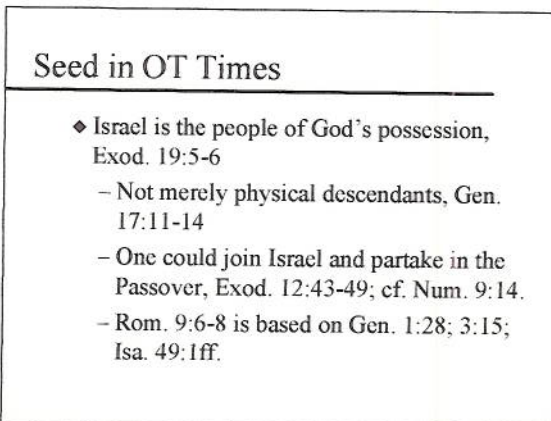 Seed in OT Times
◆ Israel is the people of God's possession,
Exod. 19:5-6
– Not merely physical descendants, Gen.
17:11-14
– One could join Israel and partake in the
Passover, Exod. 12:43-49; cf. Num. 9:14.
– Rom. 9:6-8 is based on Gen. 1:28; 3:15;
Isa. 49:1ff.